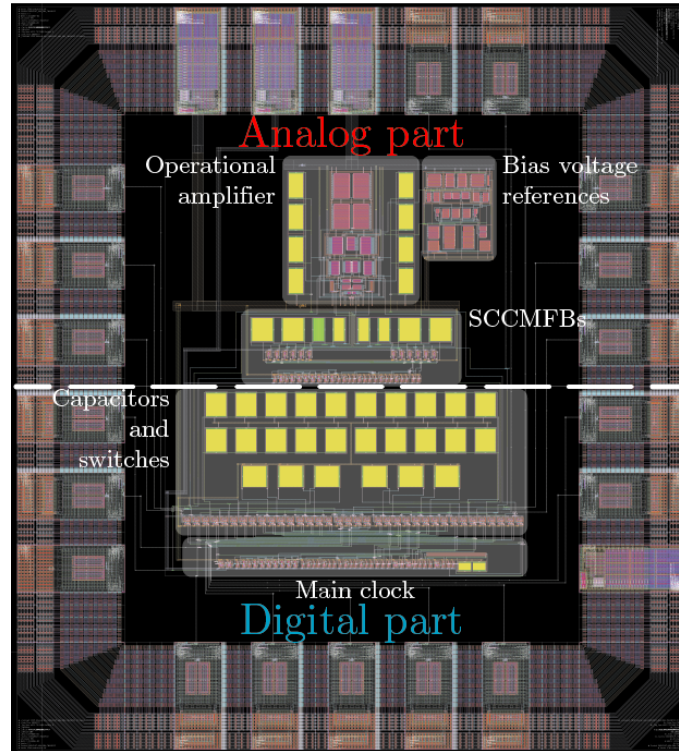 Analog part
Operational
amplifier
Bias voltage
references
SCCMFBs
Capacitors
and
switches
Main clock
Digital part